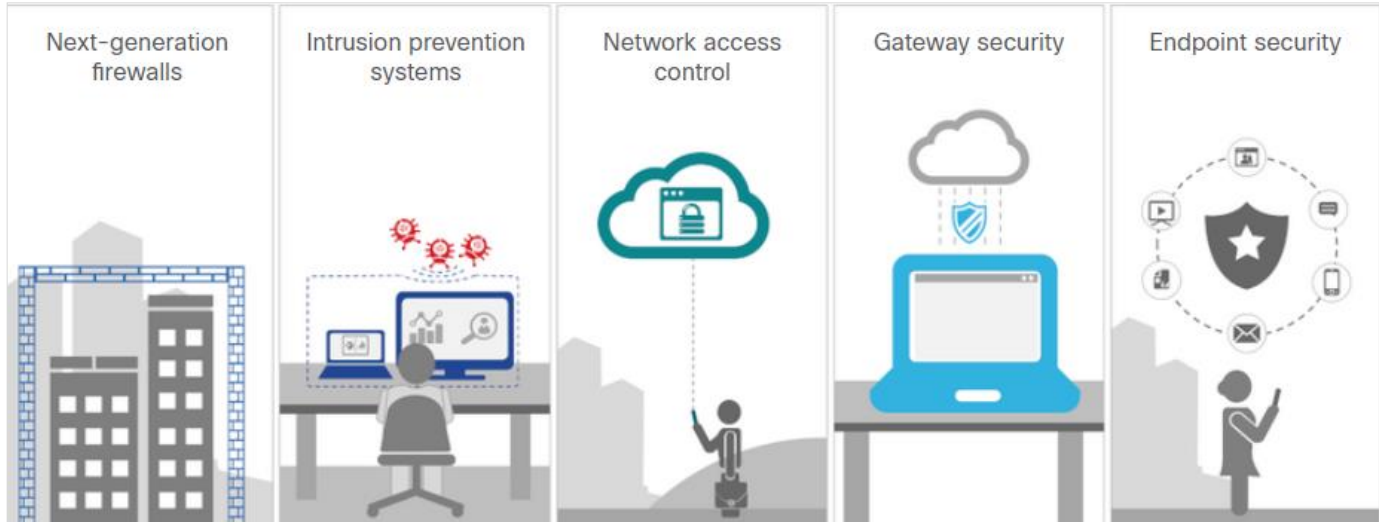 Next-generation
firewalls
Intrusion prevention
systems
Network access
control
Gateway security
Endpoint security